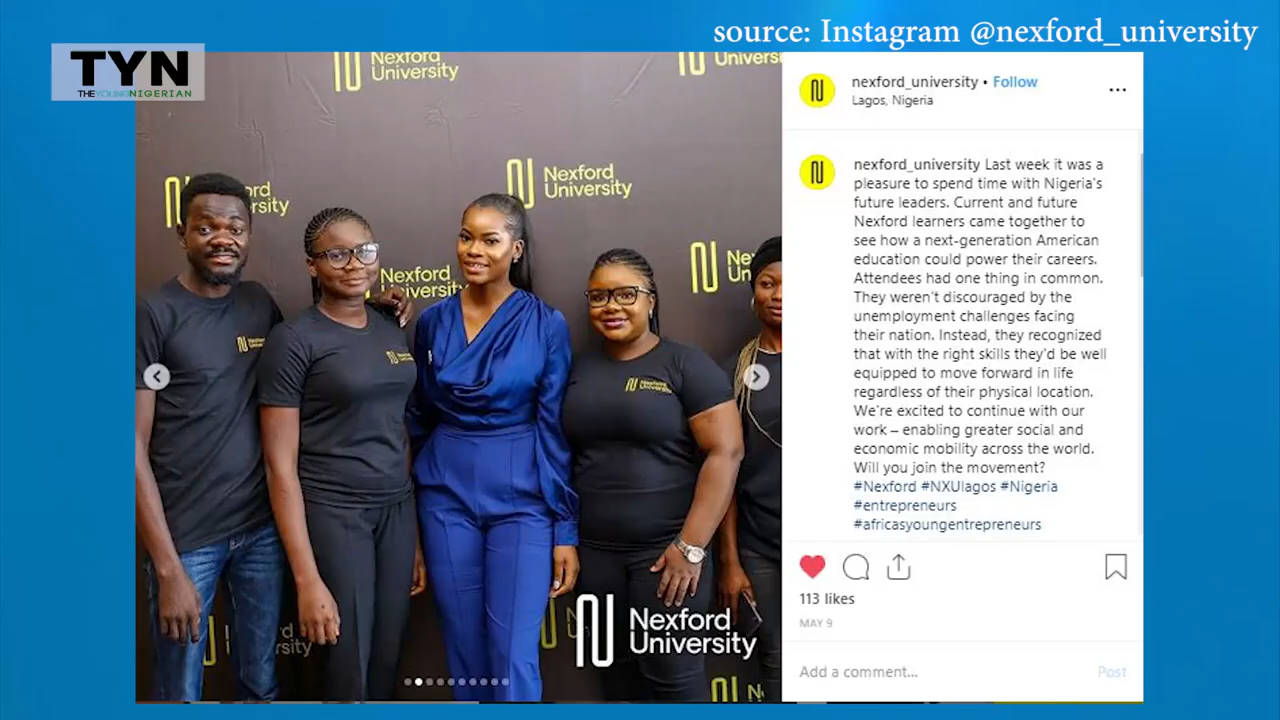 source: Instagram @nexford_university
TYN
THEYOUNGNIGERIAN
Nexford
University
University
Nexford
University
ord
rsity
Nexford
University
Nexford
University
Nexford
University
Nexford
University
nexford_university • Follow
Lagos, Nigeria
nexford_university Last week it was a
pleasure to spend time with Nigeria's
future leaders. Current and future
Nexford learners came together to
see how a next-generation American
education could power their careers.
Attendees had one thing in common.
They weren't discouraged by the
unemployment challenges facing
their nation. Instead, they recognized
that with the right skills they'd be well
equipped to move forward in life
regardless of their physical location.
We're excited to continue with our
work – enabling greater social and
economic mobility across the world.
Will you join the movement?
#Nexford #NXUlagos #Nigeria
#entrepreneurs
#africasyoungentrepreneurs
113 likes
MAY 9
Add a comment... Post